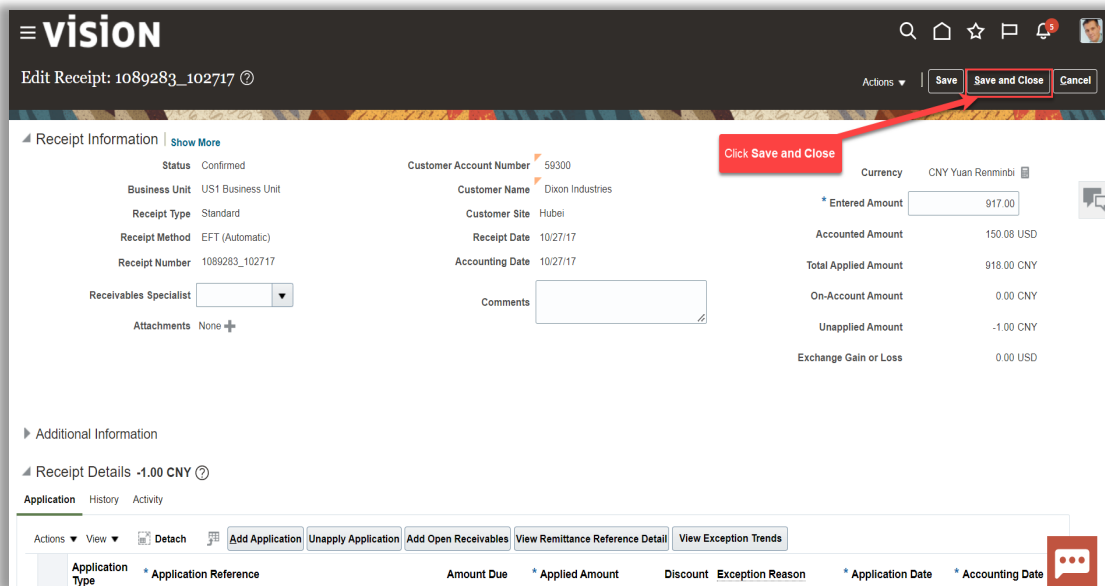 vision
5
Edit Receipt: 1089283_102717
Actions Save Save and Close Cancel
Receipt Information Show More
Click Save and Close
Status Confirmed
Customer Account Number 59300
Currency CNY Yuan Renminbi
Business Unit US1 Business Unit
Customer Name Dixon Industries
* Entered Amount 917.00
Receipt Type Standard
Customer Site Hubei
Receipt Method EFT (Automatic)
Receipt Date 10/27/17
Accounted Amount 150.08 USD
Receipt Number 1089283_102717
Accounting Date 10/27/17
Total Applied Amount 918.00 CNY
Receivables Specialist
Comments
On-Account Amount 0.00 CNY
Attachments None
Unapplied Amount -1.00 CNY
Exchange Gain or Loss 0.00 USD
Additional Information
Receipt Details -1.00 CNY
Application History Activity
Actions View Detach Add Application Unapply Application Add Open Receivables View Remittance Reference Detail View Exception Trends
Application Type * Application Reference Amount Due * Applied Amount Discount Exception Reason * Application Date * Accounting Date